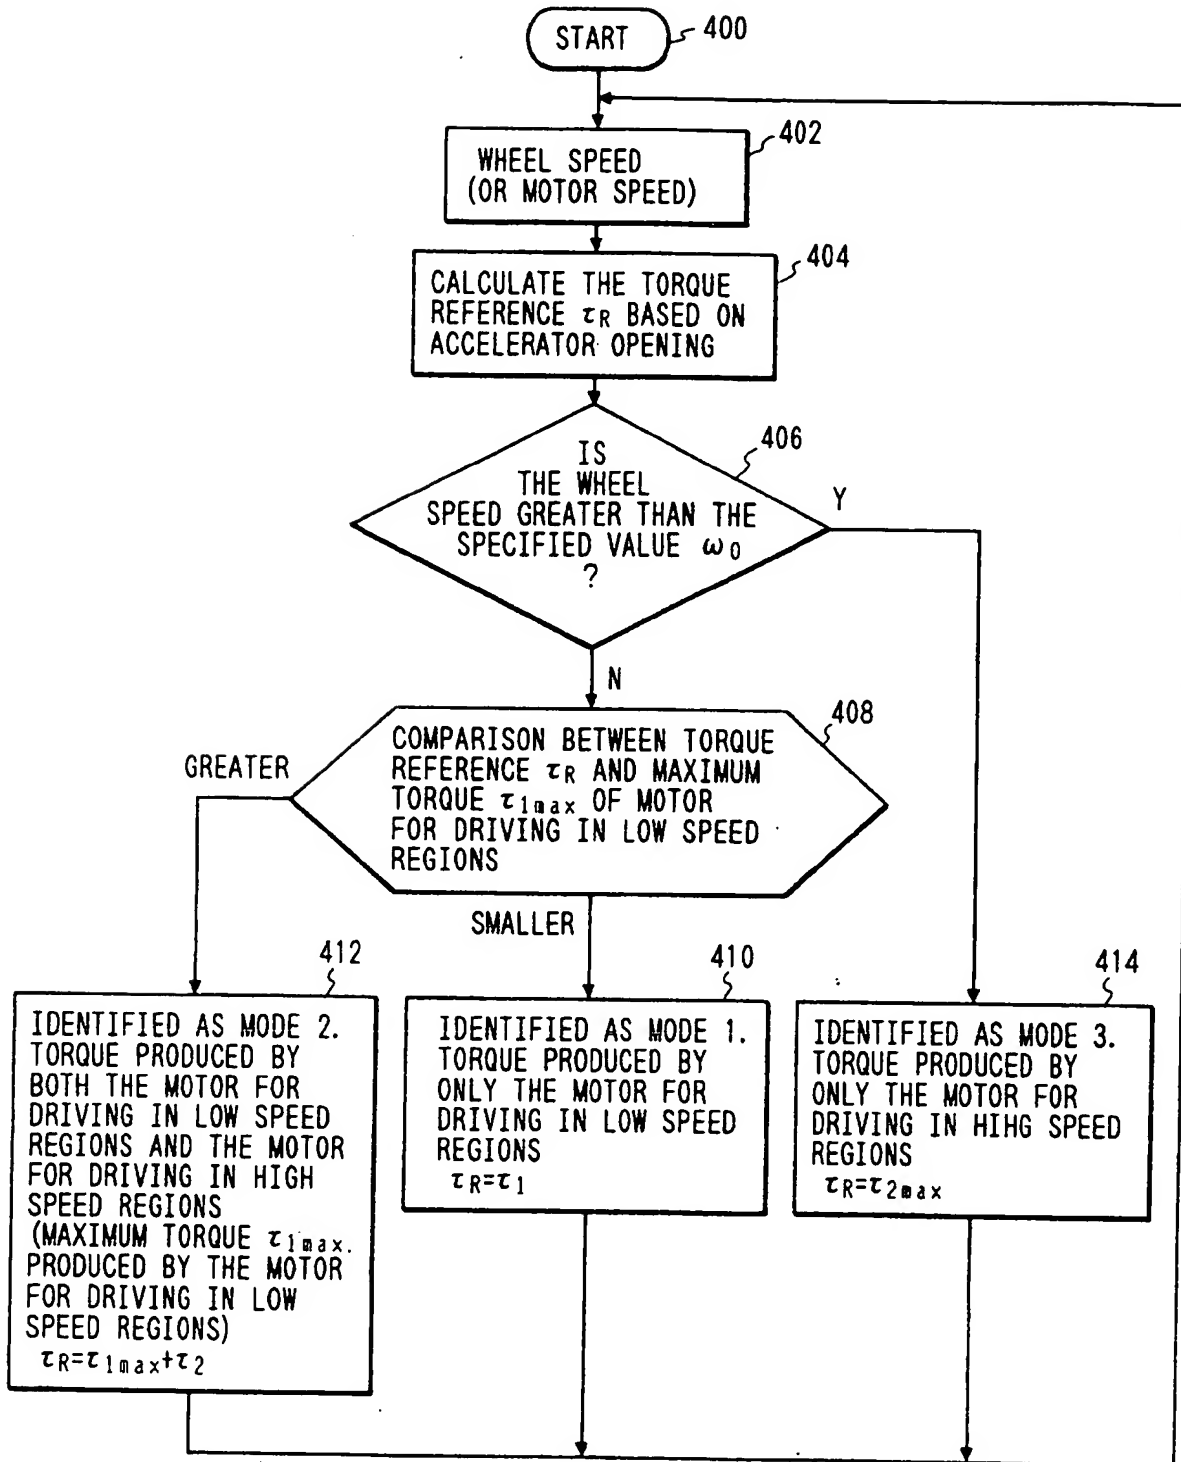 START
400
402
WHEEL SPEED
(OR MOTOR SPEED)
404
CALCULATE THE TORQUE
REFERENCE τR BASED ON
ACCELERATOR OPENING
406
IS
THE WHEEL
SPEED GREATER THAN THE
SPECIFIED VALUE ω0
?
Y
N
408
COMPARISON BETWEEN TORQUE
REFERENCE τR AND MAXIMUM
TORQUE τ1max OF MOTOR
FOR DRIVING IN LOW SPEED
REGIONS
GREATER
SMALLER
412
IDENTIFIED AS MODE 2.
TORQUE PRODUCED BY
BOTH THE MOTOR FOR
DRIVING IN LOW SPEED
REGIONS AND THE MOTOR
FOR DRIVING IN HIGH
SPEED REGIONS
(MAXIMUM TORQUE τ1max.
PRODUCED BY THE MOTOR
FOR DRIVING IN LOW
SPEED REGIONS)
τR=τ1max+τ2
410
IDENTIFIED AS MODE 1.
TORQUE PRODUCED BY
ONLY THE MOTOR FOR
DRIVING IN LOW SPEED
REGIONS
τR=τ1
414
IDENTIFIED AS MODE 3.
TORQUE PRODUCED BY
ONLY THE MOTOR FOR
DRIVING IN HIHG SPEED
REGIONS
τR=τ2max